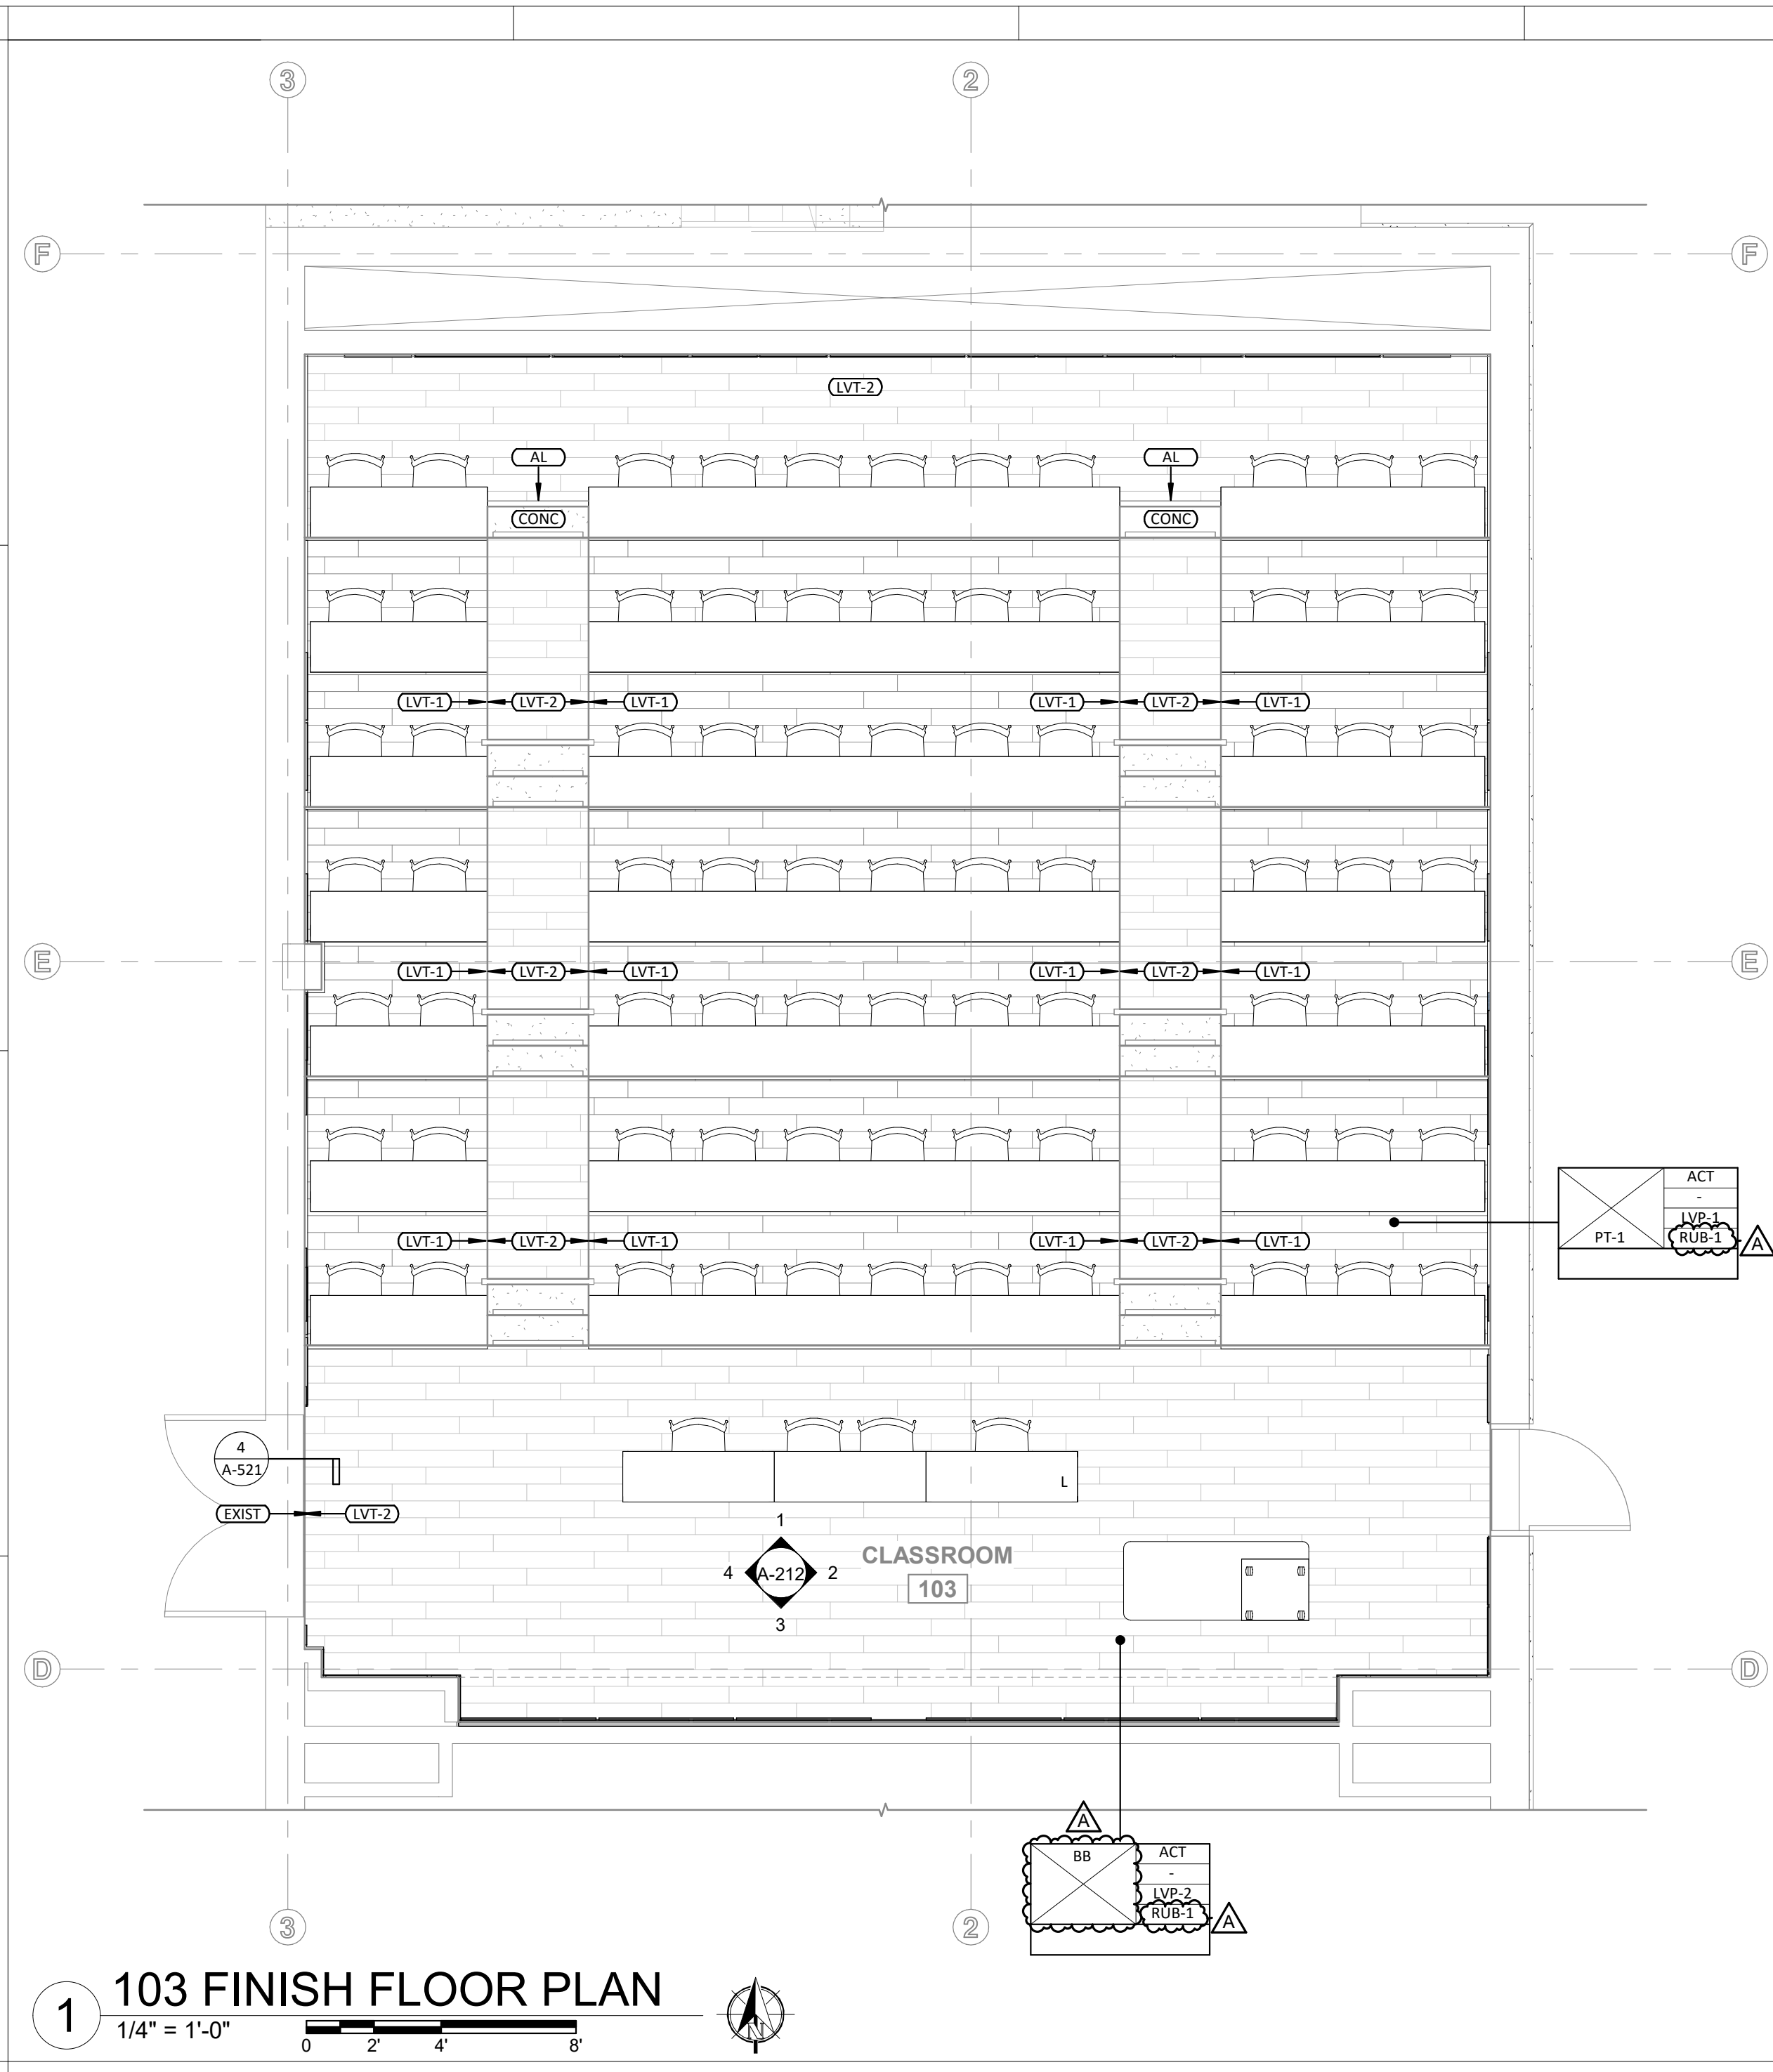 3
2
F
F
LVT-2
AL
AL
CONC
CONC
LVT-1
LVT-2
LVT-1
LVT-1
LVT-2
LVT-1
E
E
LVT-1
LVT-2
LVT-1
LVT-1
LVT-2
LVT-1
ACT
-
LVP-1
PT-1
RUB-1
A
LVT-1
LVT-2
LVT-1
LVT-1
LVT-2
LVT-1
4
A-521
L
EXIST
LVT-2
1
4
A-212
2
3
CLASSROOM
103
D
D
A
BB
ACT
-
LVP-2
RUB-1
A
3
2
1
103 FINISH FLOOR PLAN
1/4" = 1'-0"
0
2'
4'
8'
N